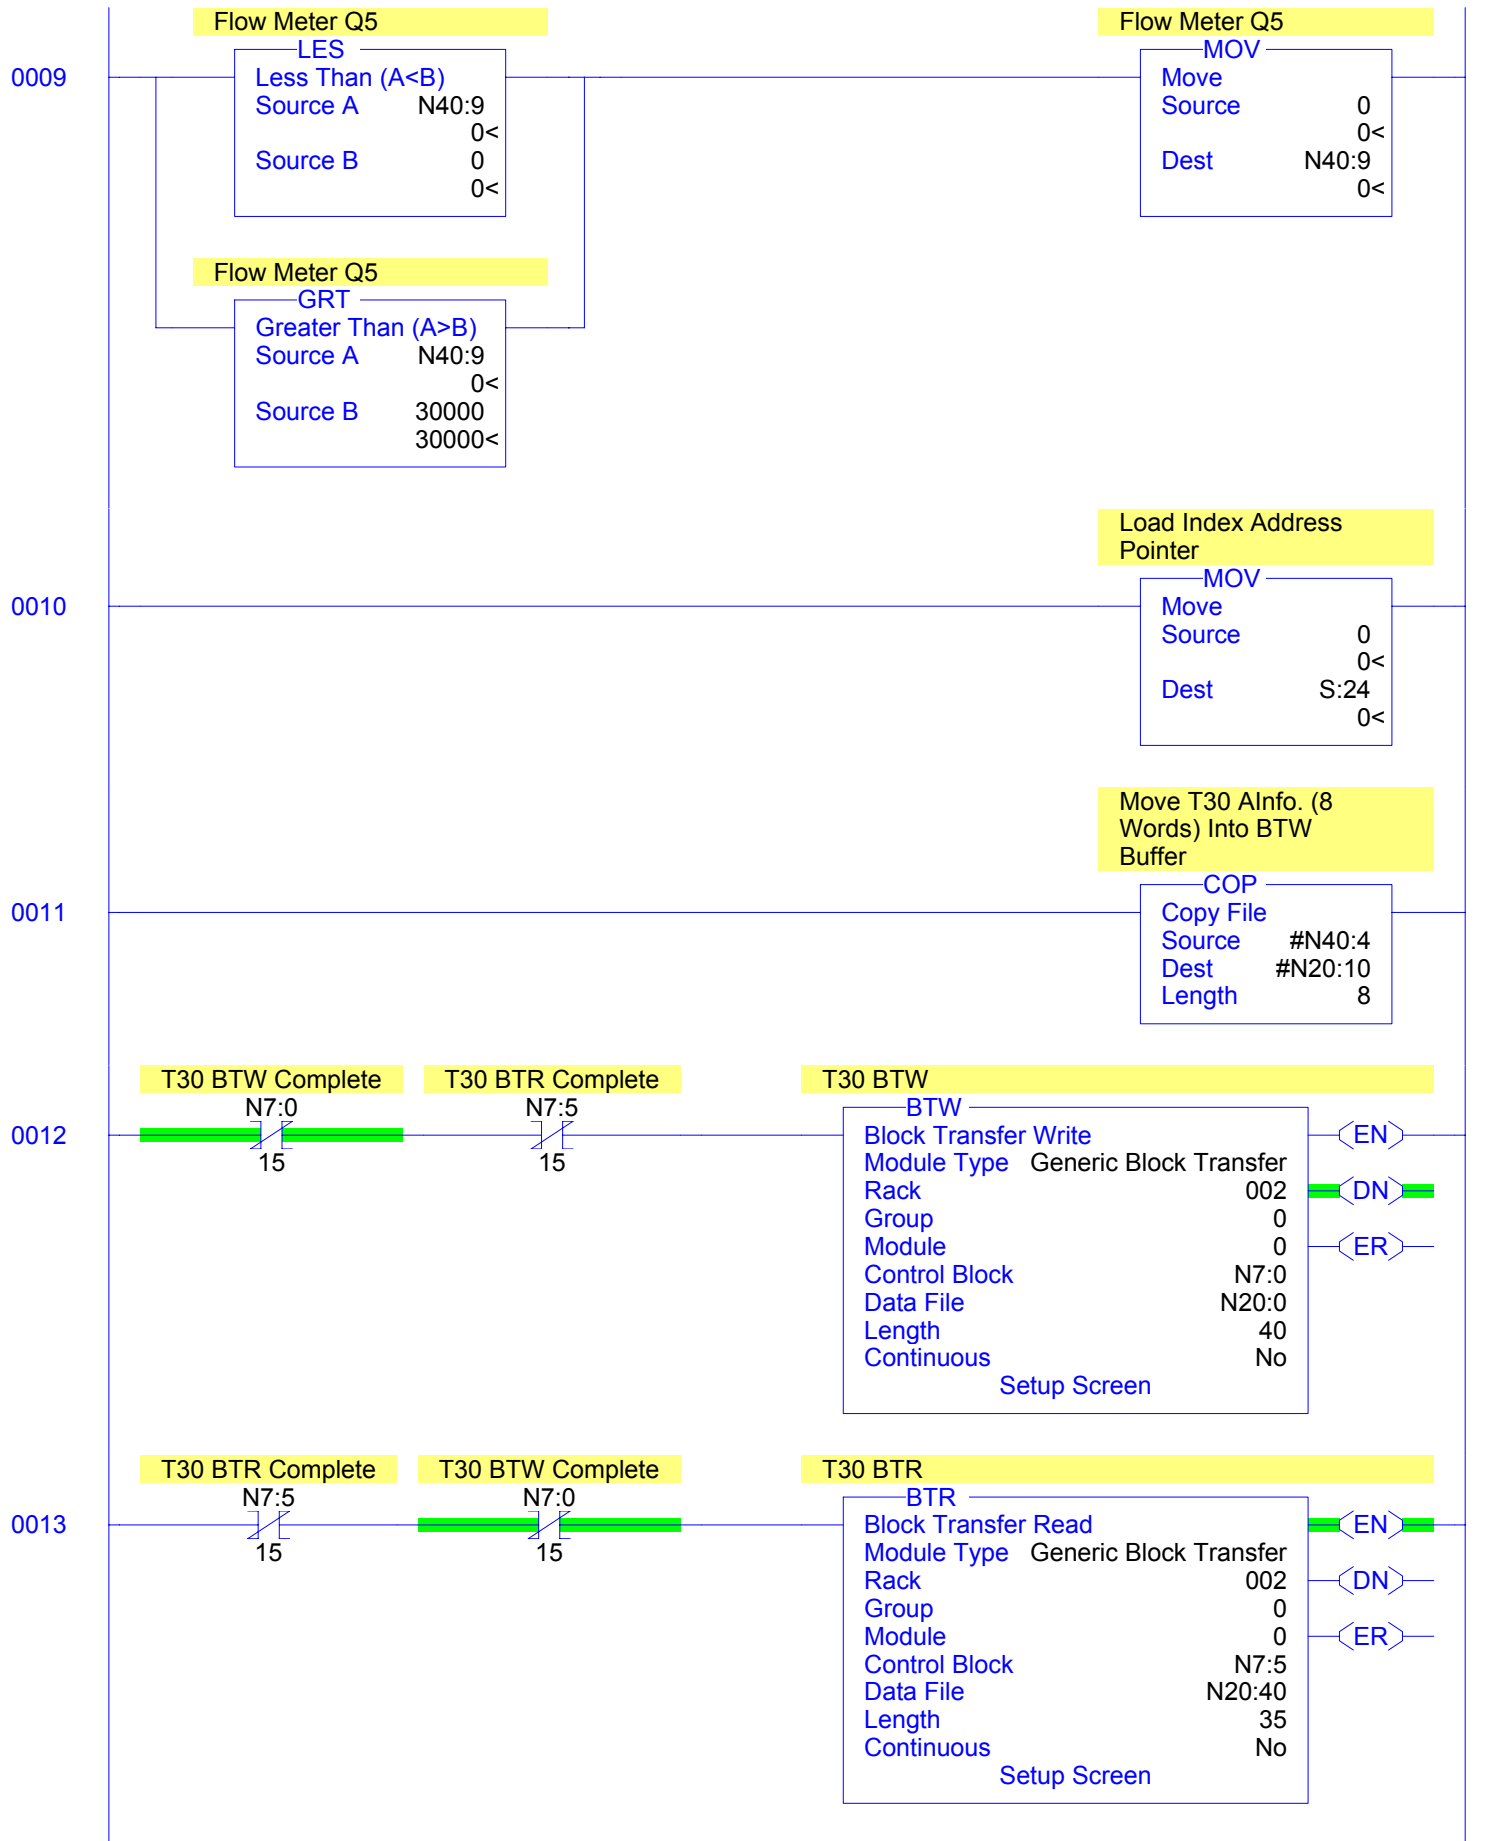 Flow Meter Q5
LES
0009
Less Than (A<B)
Source A N40:9
0<
Source B 0
0<
Flow Meter Q5
MOV
Move
Source 0
0<
Dest N40:9
0<
Flow Meter Q5
GRT
Greater Than (A>B)
Source A N40:9
0<
Source B 30000
30000<
Load Index Address
Pointer
MOV
0010
Move
Source 0
0<
Dest S:24
0<
Move T30 AInfo. (8
Words) Into BTW
Buffer
COP
0011
Copy File
Source #N40:4
Dest #N20:10
Length 8
T30 BTW Complete
N7:0
0012
15
T30 BTR Complete
N7:5
15
T30 BTW
BTW
Block Transfer Write
Module Type Generic Block Transfer
Rack 002
Group 0
Module 0
Control Block N7:0
Data File N20:0
Length 40
Continuous No
Setup Screen
EN
DN
ER
T30 BTR Complete
N7:5
0013
15
T30 BTW Complete
N7:0
15
T30 BTR
BTR
Block Transfer Read
Module Type Generic Block Transfer
Rack 002
Group 0
Module 0
Control Block N7:5
Data File N20:40
Length 35
Continuous No
Setup Screen
EN
DN
ER